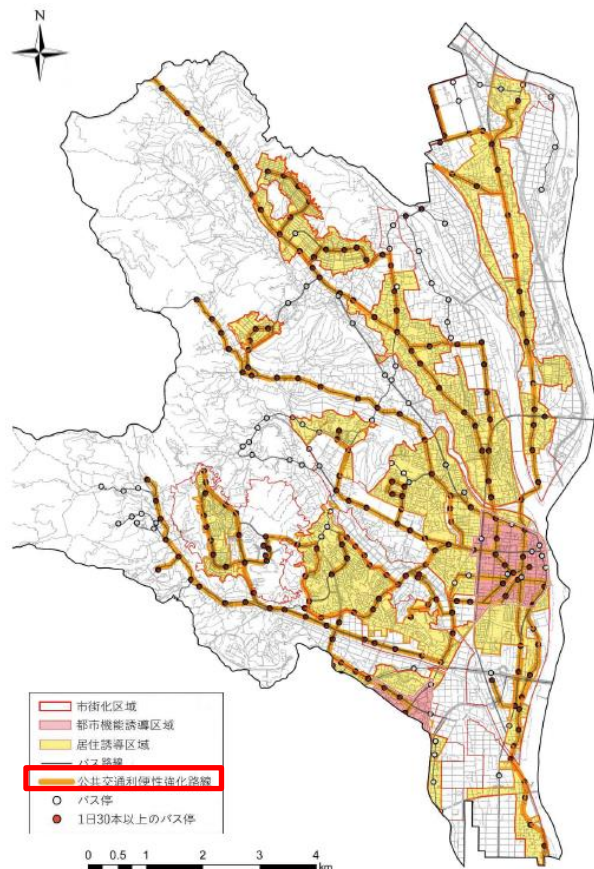 N
市街化区域
都市機能誘導区域
居住誘導区域
バス路線
公共交通利便性強化路線
バス停
1日30本以上のバス停
0 0.5 1 2 3 4
km